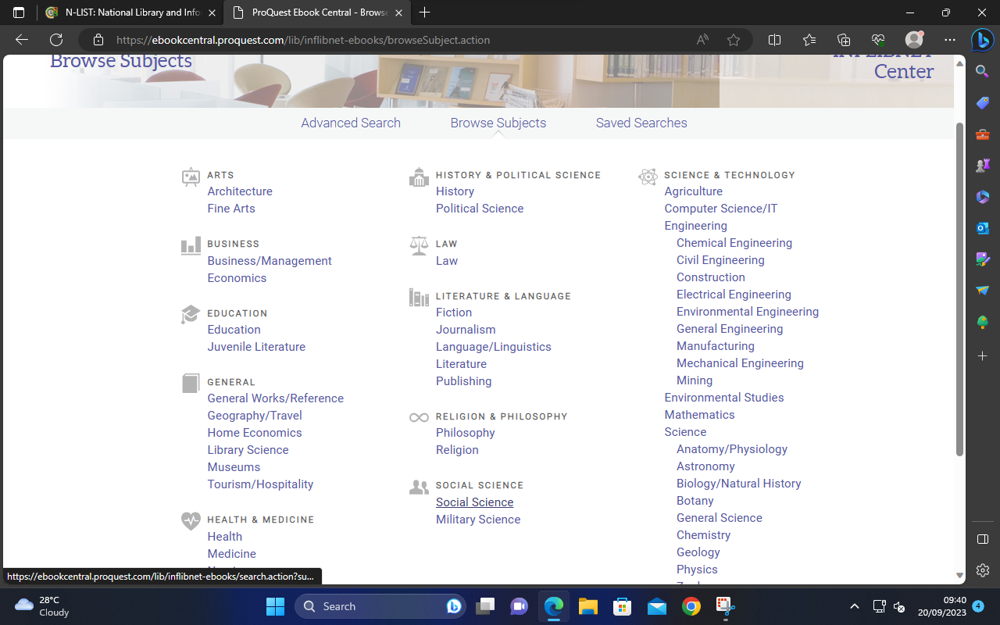 N-LIST: National Library and Info
ProQuest Ebook Central - Browse
https://ebookcentral.proquest.com/lib/inflibnet-ebooks/browseSubject.action
Browse Subjects
INFLIBNET
Center
Advanced Search
Browse Subjects
Saved Searches
ARTS
Architecture
Fine Arts
BUSINESS
Business/Management
Economics
EDUCATION
Education
Juvenile Literature
GENERAL
General Works/Reference
Geography/Travel
Home Economics
Library Science
Museums
Tourism/Hospitality
HEALTH & MEDICINE
Health
Medicine
HISTORY & POLITICAL SCIENCE
History
Political Science
LAW
Law
LITERATURE & LANGUAGE
Fiction
Journalism
Language/Linguistics
Literature
Publishing
RELIGION & PHILOSOPHY
Philosophy
Religion
SOCIAL SCIENCE
Social Science
Military Science
SCIENCE & TECHNOLOGY
Agriculture
Computer Science/IT
Engineering
Chemical Engineering
Civil Engineering
Construction
Electrical Engineering
Environmental Engineering
General Engineering
Manufacturing
Mechanical Engineering
Mining
Environmental Studies
Mathematics
Science
Anatomy/Physiology
Astronomy
Biology/Natural History
Botany
General Science
Chemistry
Geology
Physics
https://ebookcentral.proquest.com/lib/inflibnet-ebooks/search.action?su...
28°C
Cloudy
Search
09:40
20/09/2023
4